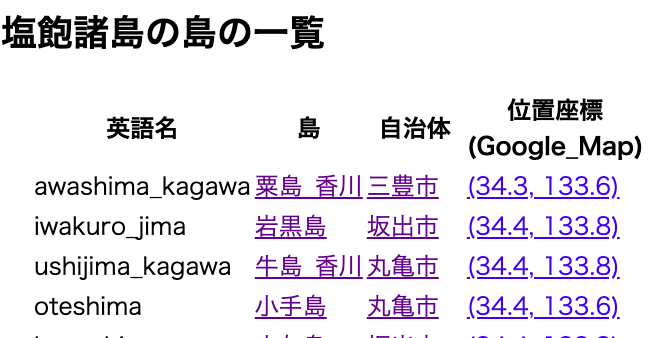 塩飽諸島の島の一覧
英語名 島 自治体 位置座標(Google_Map)
awashima_kagawa 粟島_香川 三豊市 (34.3, 133.6)
iwakuro_jima 岩黒島 坂出市 (34.4, 133.8)
ushijima_kagawa 牛島_香川 丸亀市 (34.4, 133.8)
oteshima 小手島 丸亀市 (34.4, 133.6)